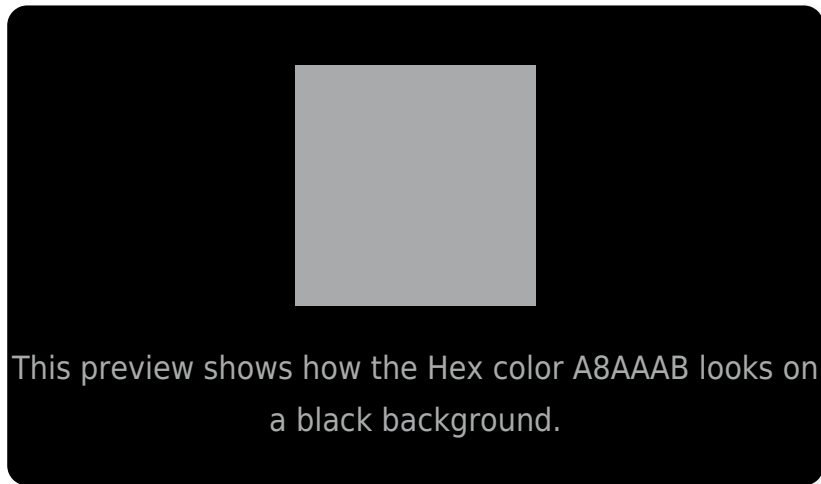 This preview shows how the Hex color A8AAAB looks on
a black background.